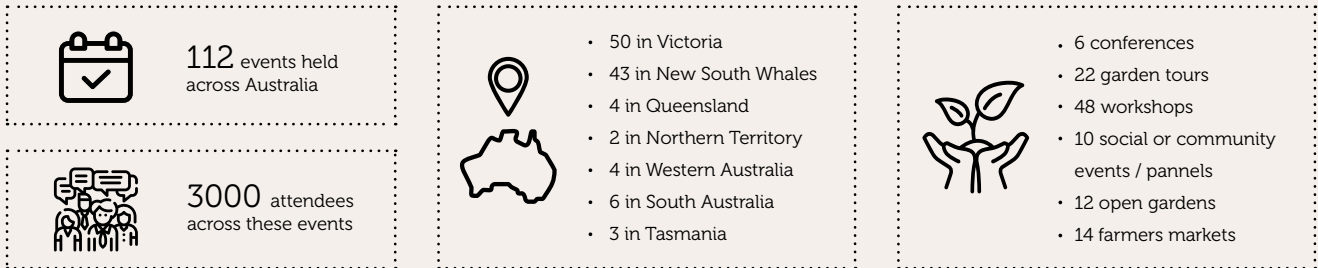 112 events held
across Australia
3000 attendees
across these events
• 50 in Victoria
• 43 in New South Whales
• 4 in Queensland
• 2 in Northern Territory
• 4 in Western Australia
• 6 in South Australia
• 3 in Tasmania
• 6 conferences
• 22 garden tours
• 48 workshops
• 10 social or community
events / pannels
• 12 open gardens
• 14 farmers markets